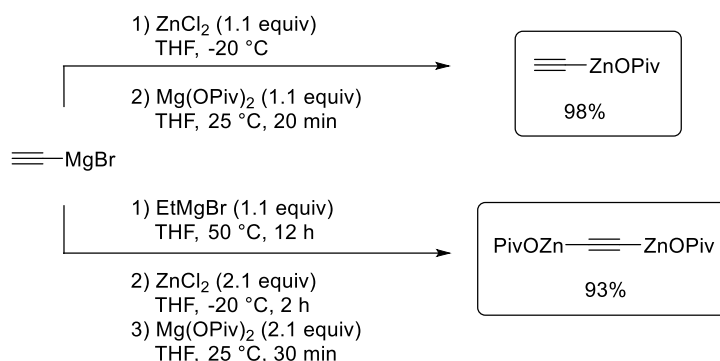 1) ZnCl2 (1.1 equiv)
THF, -20 °C
2) Mg(OPiv)2 (1.1 equiv)
THF, 25 °C, 20 min
ZnOPiv
98%
MgBr
1) EtMgBr (1.1 equiv)
THF, 50 °C, 12 h
2) ZnCl2 (2.1 equiv)
THF, -20 °C, 2 h
3) Mg(OPiv)2 (2.1 equiv)
THF, 25 °C, 30 min
PivOZn ZnOPiv
93%